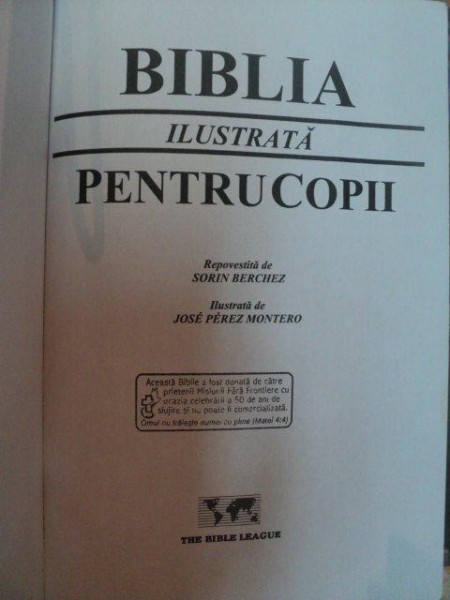 BIBLIA
ILUSTRATĂ
PENTRU COPII
Repovestită de
SORIN BERCHEZ
Ilustrată de
JOSÉ PÉREZ MONTERO
Această Biblie a fost donată de către
prietenii Misiunii Fără Frontiere cu
ocazia celebrării a 50 de ani de
slujire și nu poate fi comercializată.
Omul nu trăiește numai cu pîine (Matei 4:4)
THE BIBLE LEAGUE